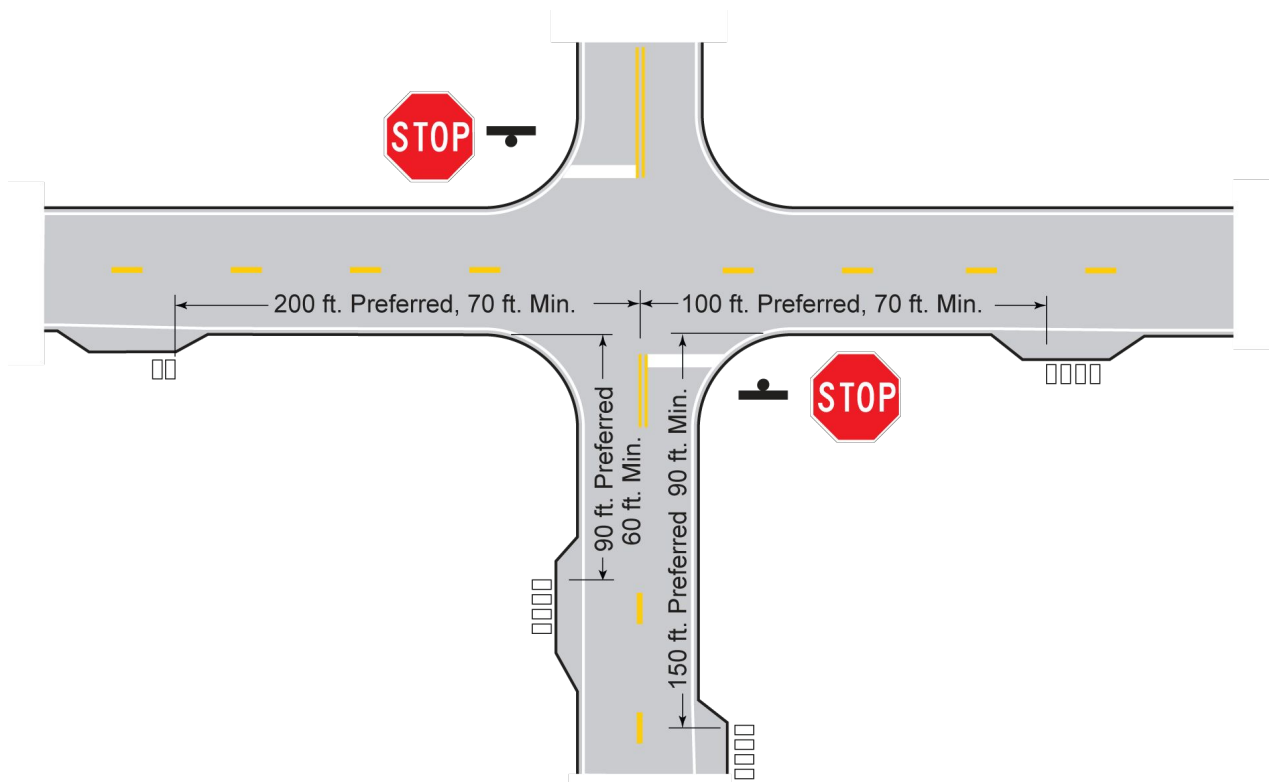 STOP
200 ft. Preferred, 70 ft. Min.
100 ft. Preferred, 70 ft. Min.
90 ft. Preferred
60 ft. Min.
150 ft. Preferred 90 ft. Min.
STOP